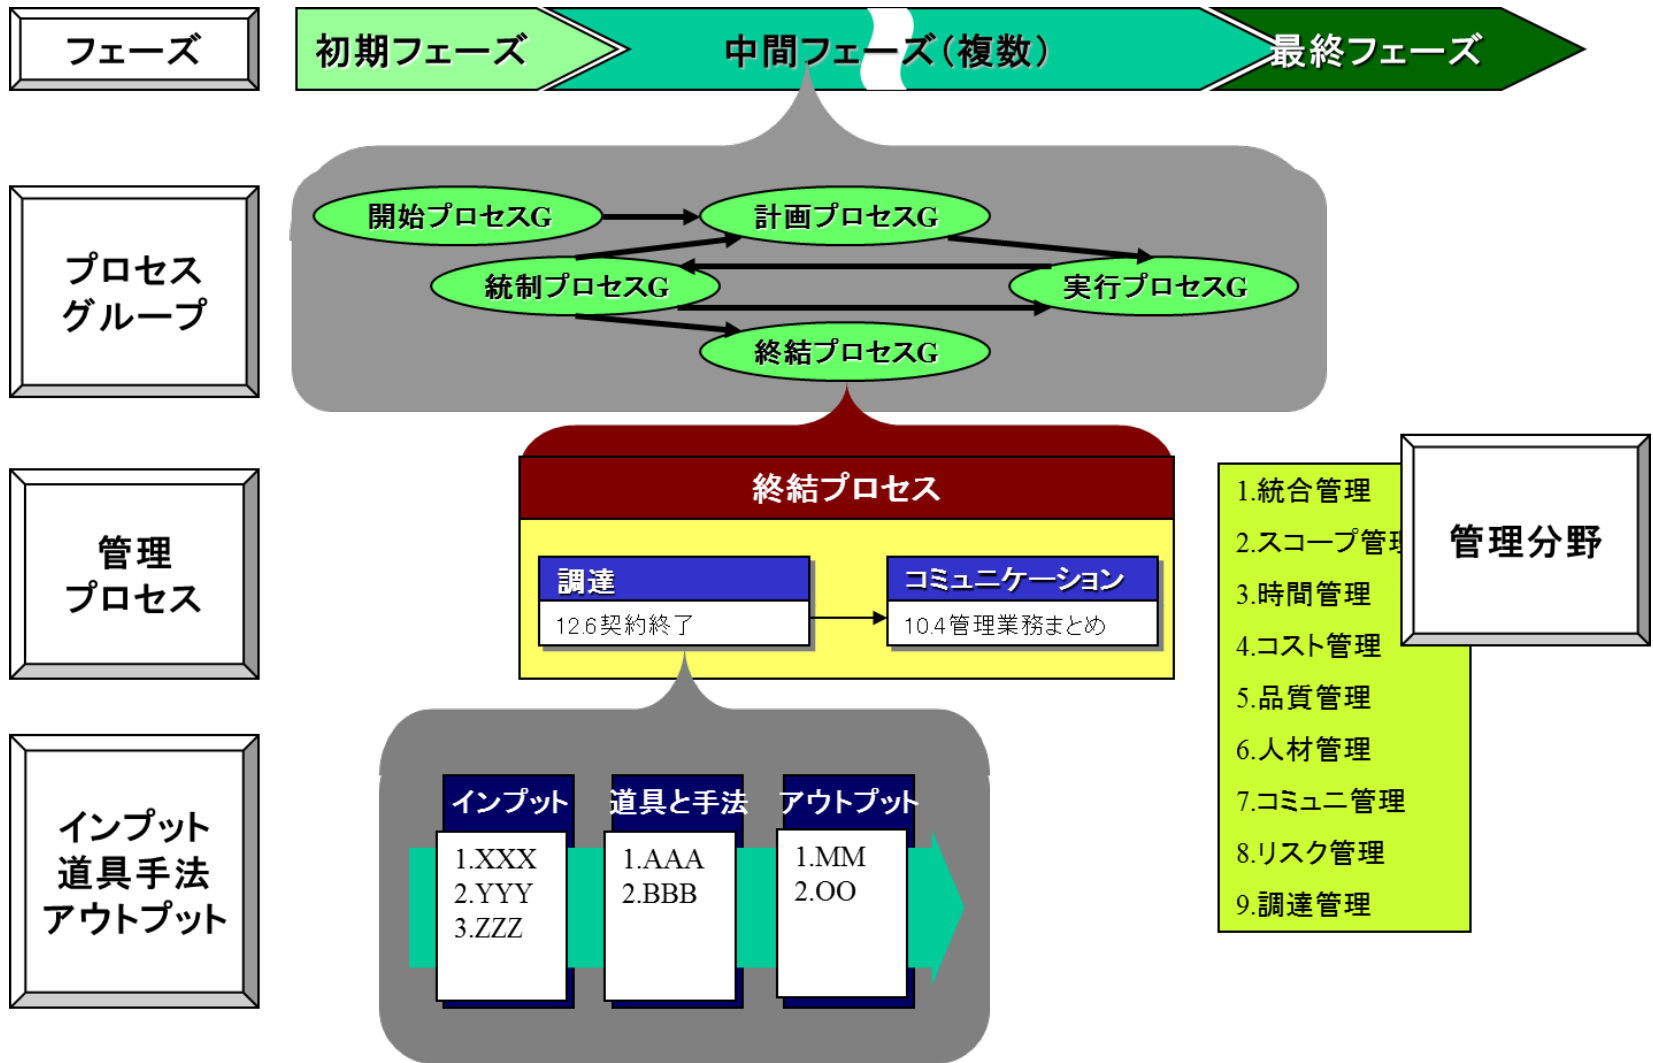 フェーズ
初期フェーズ
中間フェーズ（複数）
最終フェーズ
プロセス
グループ
開始プロセスG
計画プロセスG
統制プロセスG
実行プロセスG
終結プロセスG
管理
プロセス
終結プロセス
調達
12.6契約終了
コミュニケーション
10.4管理業務まとめ
管理分野
1.統合管理
2.スコープ管理
3.時間管理
4.コスト管理
5.品質管理
6.人材管理
7.コミュニ管理
8.リスク管理
9.調達管理
インプット
道具手法
アウトプット
インプット
1.XXX
2.YYY
3.ZZZ
道具と手法
1.AAA
2.BBB
アウトプット
1.MM
2.OO